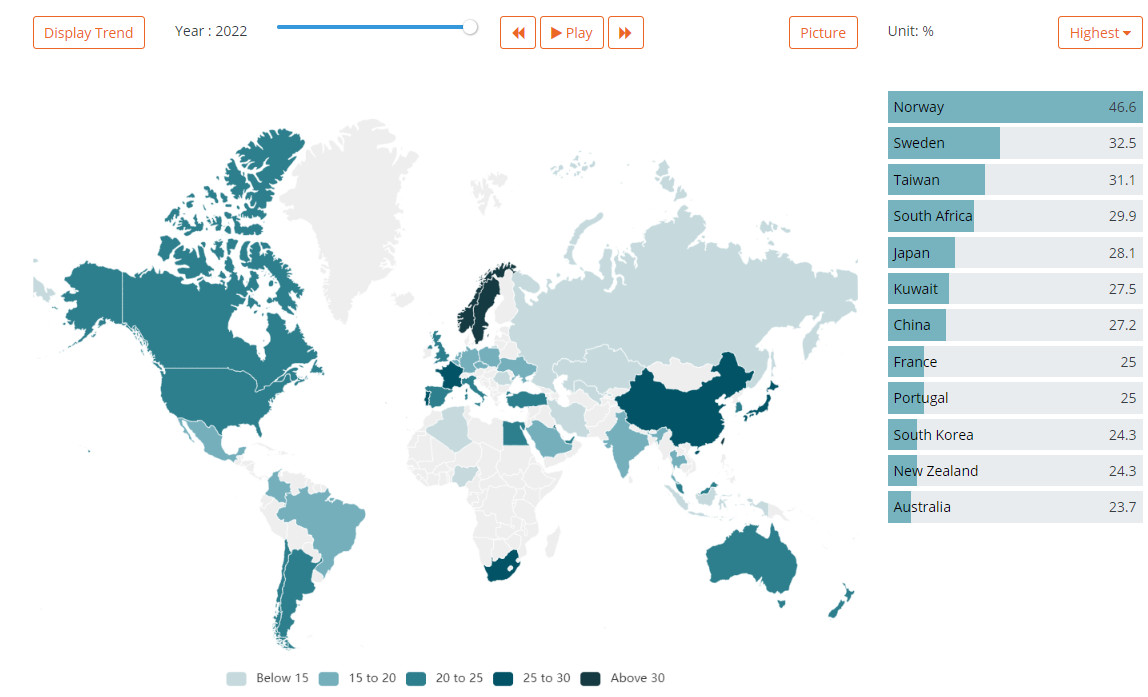 Display Trend
Year : 2022
Play
Picture
Unit: %
Highest
Norway 46.6
Sweden 32.5
Taiwan 31.1
South Africa 29.9
Japan 28.1
Kuwait 27.5
China 27.2
France 25
Portugal 25
South Korea 24.3
New Zealand 24.3
Australia 23.7
Below 15 15 to 20 20 to 25 25 to 30 Above 30